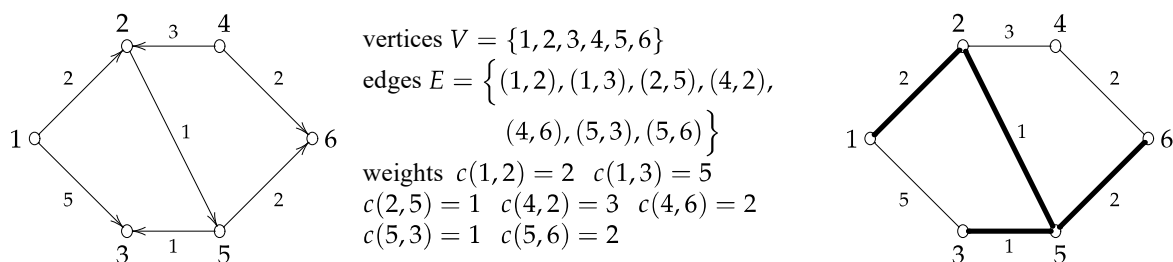 2 4
3
2 2
1 1 6
5 2
1
3 5
vertices V = {1, 2, 3, 4, 5, 6}
edges E = {(1, 2), (1, 3), (2, 5), (4, 2),
(4, 6), (5, 3), (5, 6)}
weights c(1, 2) = 2 c(1, 3) = 5
c(2, 5) = 1 c(4, 2) = 3 c(4, 6) = 2
c(5, 3) = 1 c(5, 6) = 2
2 4
3
2 2
1 1 6
5 2
1
3 5